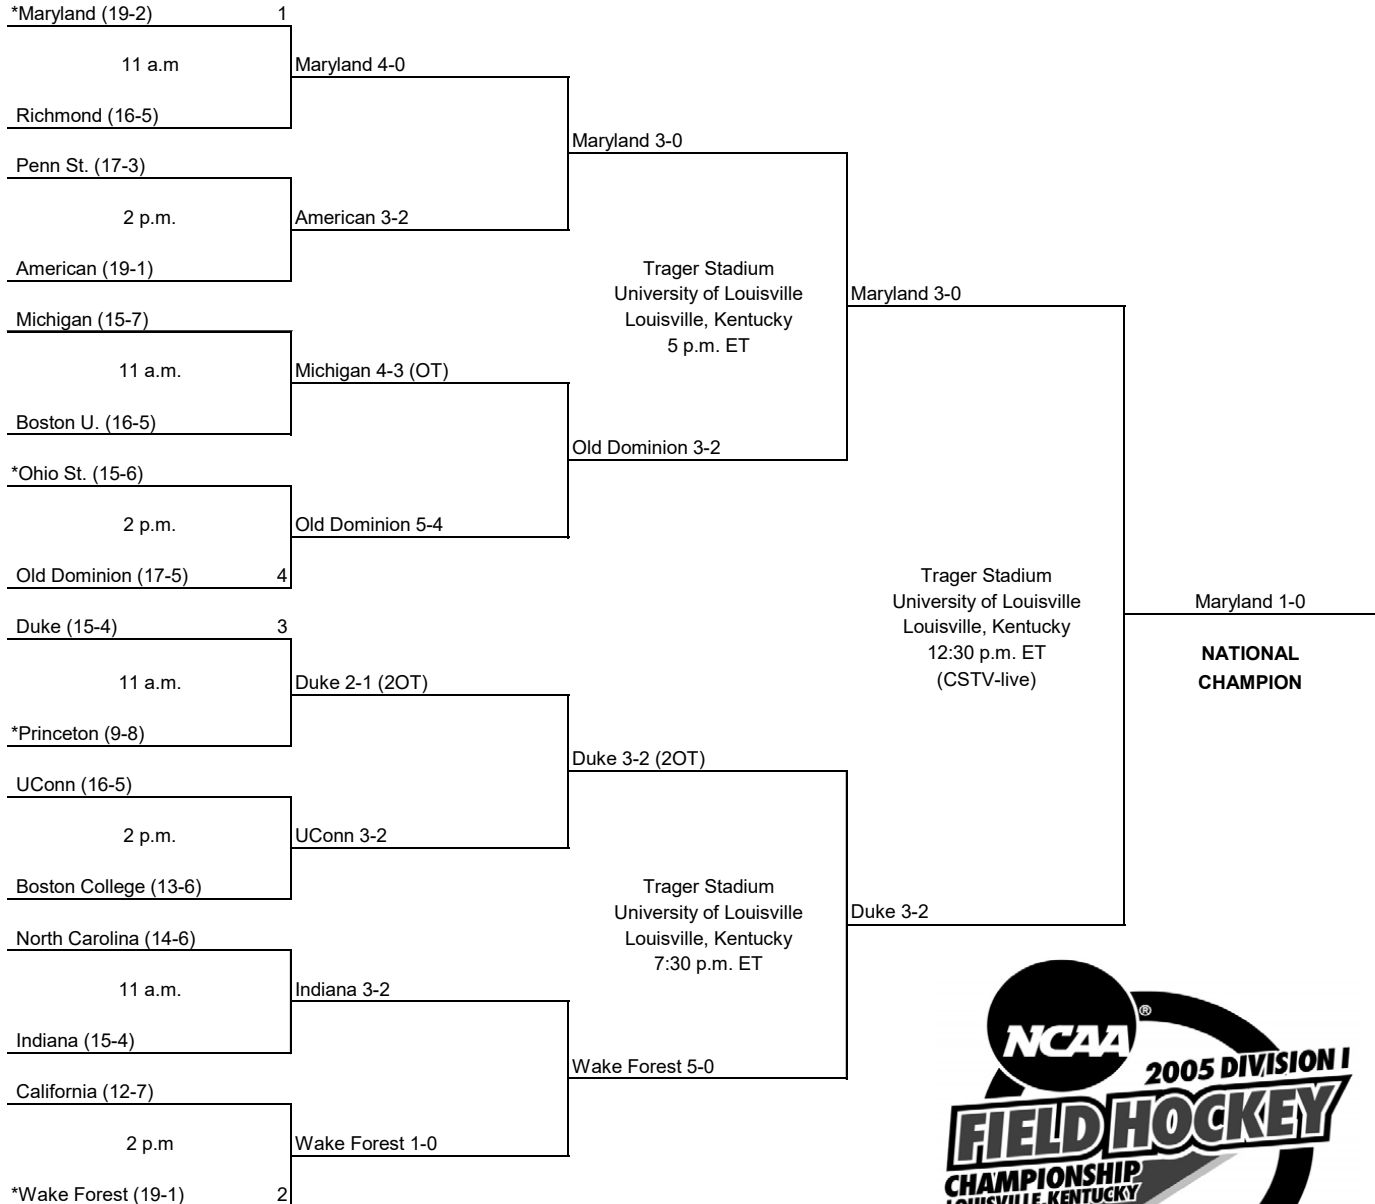 *Maryland (19-2) 1
11 a.m
Richmond (16-5)
Penn St. (17-3)
2 p.m.
American (19-1)
Michigan (15-7)
11 a.m.
Boston U. (16-5)
*Ohio St. (15-6)
2 p.m.
Old Dominion (17-5) 4
Duke (15-4) 3
11 a.m.
*Princeton (9-8)
UConn (16-5)
2 p.m.
Boston College (13-6)
North Carolina (14-6)
11 a.m.
Indiana (15-4)
California (12-7)
2 p.m
*Wake Forest (19-1) 2
Maryland 4-0
American 3-2
Michigan 4-3 (OT)
Old Dominion 5-4
Duke 2-1 (2OT)
UConn 3-2
Indiana 3-2
Wake Forest 1-0
Maryland 3-0
Trager Stadium
University of Louisville
Louisville, Kentucky
5 p.m. ET
Old Dominion 3-2
Duke 3-2 (2OT)
Trager Stadium
University of Louisville
Louisville, Kentucky
7:30 p.m. ET
Wake Forest 5-0
Maryland 3-0
Trager Stadium
University of Louisville
Louisville, Kentucky
12:30 p.m. ET
(CSTV-live)
Duke 3-2
Maryland 1-0
NATIONAL
CHAMPION
NCAA ®
2005 DIVISION I
FIELD HOCKEY
CHAMPIONSHIP
LOUISVILLE, KENTUCKY